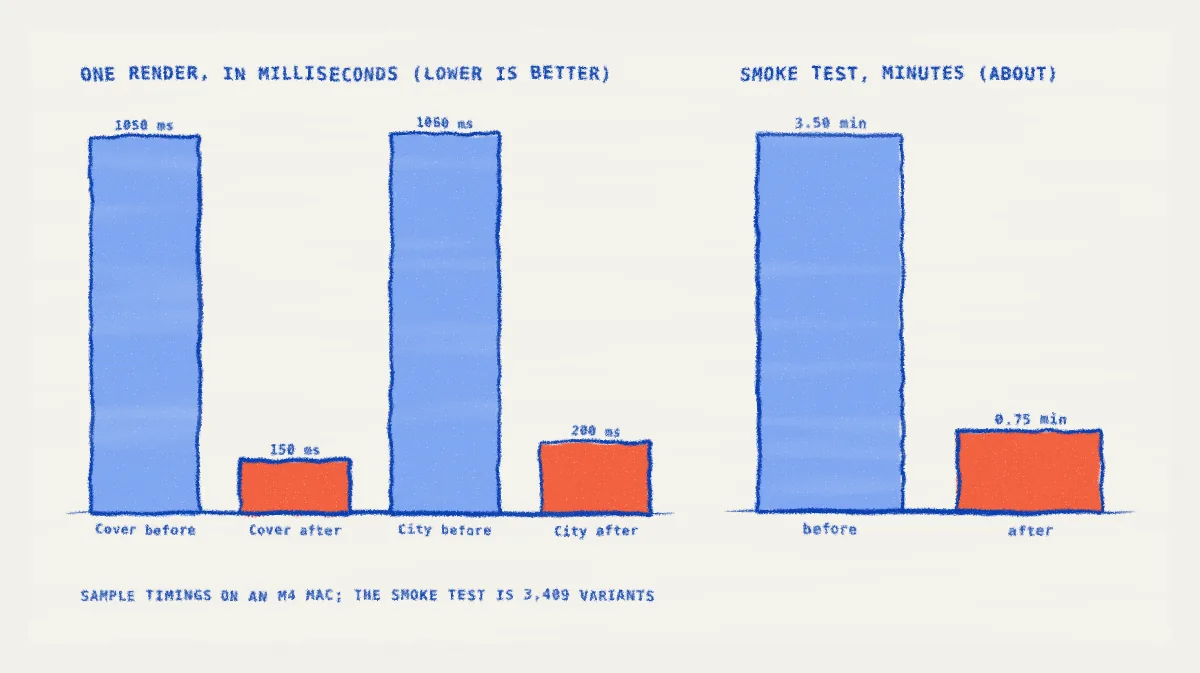 ONE RENDER, IN MILLISECONDS (LOWER IS BETTER)
1050 ms
1060 ms
150 ms
200 ms
Cover before
Cover after
City before
City after
SMOKE TEST, MINUTES (ABOUT)
3.50 min
0.75 min
before
after
SAMPLE TIMINGS ON AN M4 MAC; THE SMOKE TEST IS 3,409 VARIANTS